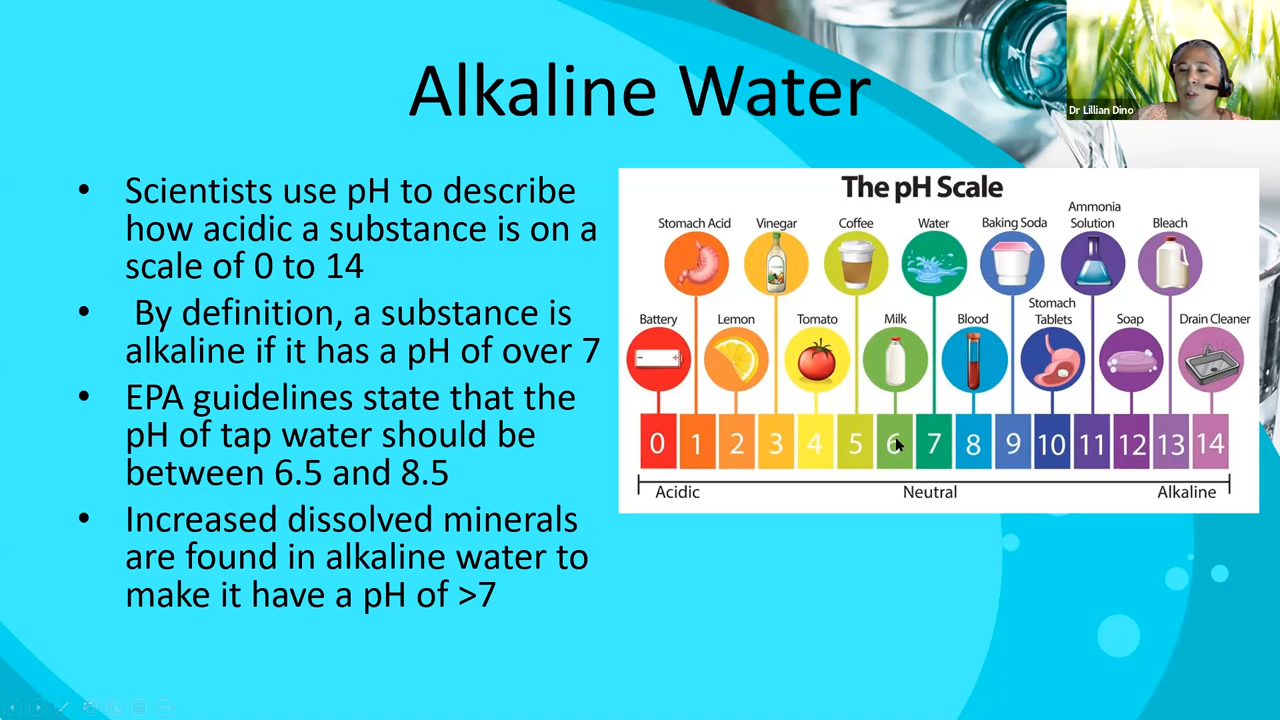 Alkaline Water
Dr Lillian Dino
• Scientists use pH to describe
how acidic a substance is on a
scale of 0 to 14
• By definition, a substance is
alkaline if it has a pH of over 7
• EPA guidelines state that the
pH of tap water should be
between 6.5 and 8.5
• Increased dissolved minerals
are found in alkaline water to
make it have a pH of >7
The pH Scale
Stomach Acid Vinegar Coffee Water Baking Soda Ammonia
Solution Bleach
Battery Lemon Tomato Milk Blood Stomach
Tablets Soap Drain Cleaner
0 1 2 3 4 5 6 7 8 9 10 11 12 13 14
Acidic Neutral Alkaline